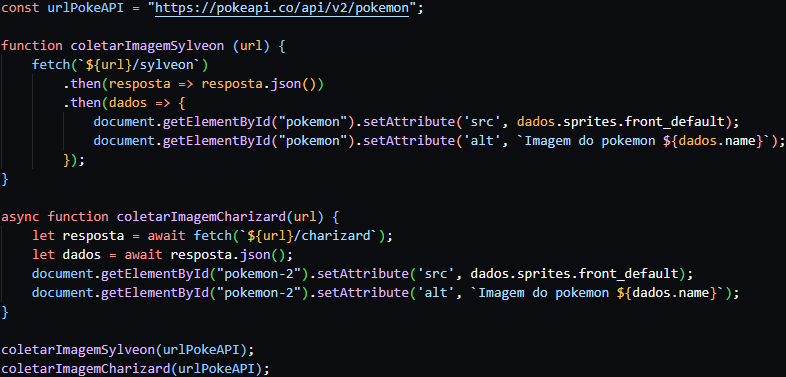 const urlPokeAPI = "https://pokeapi.co/api/v2/pokemon";

function coletarImagemSylveon (url) {
    fetch(`${url}/sylveon`)
        .then(resposta => resposta.json())
        .then(dados => {
            document.getElementById("pokemon").setAttribute('src', dados.sprites.front_default);
            document.getElementById("pokemon").setAttribute('alt', `Imagem do pokemon ${dados.name}`);
        });
}

async function coletarImagemCharizard(url) {
    let resposta = await fetch(`${url}/charizard`);
    let dados = await resposta.json();
    document.getElementById("pokemon-2").setAttribute('src', dados.sprites.front_default);
    document.getElementById("pokemon-2").setAttribute('alt', `Imagem do pokemon ${dados.name}`);
}

coletarImagemSylveon(urlPokeAPI);
coletarImagemCharizard(urlPokeAPI);